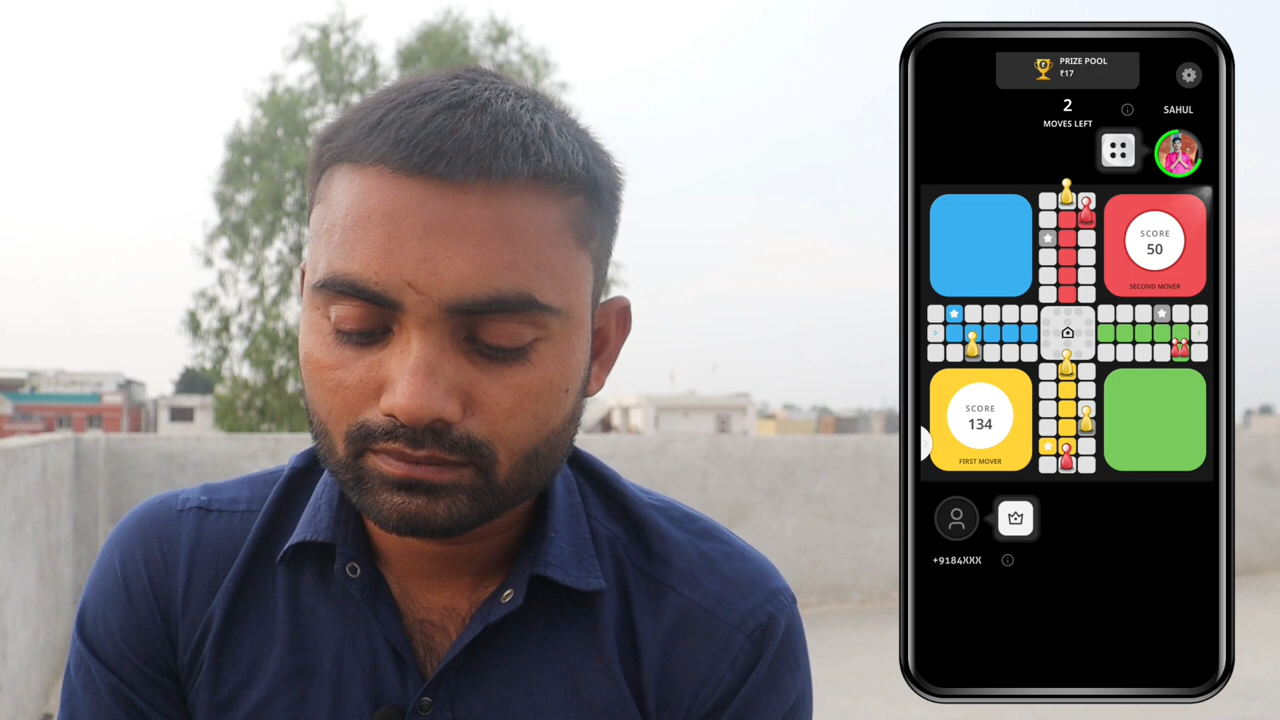 PRIZE POOL
₹17
2
MOVES LEFT
SAHUL
SCORE
50
SECOND MOVER
SCORE
134
FIRST MOVER
+9184XXX